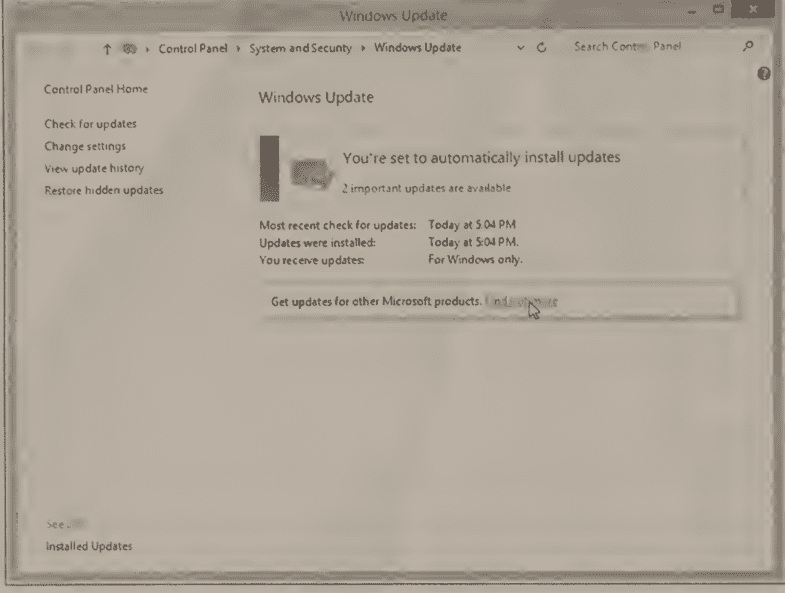 Windows Update
Control Panel System and Security Windows Update
Search Panel
Control Panel Home
Check for updates
Change settings
View update history
Restore hidden updates
Windows Update
You're set to automatically install updates
2 important updates are available
Most recent check for updates: Today at 5:04 PM
Updates were installed: Today at 5:04 PM.
You receive updates: For Windows only.
Get updates for other Microsoft products.
See
Installed Updates